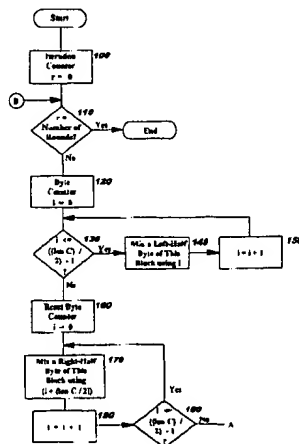 Start
100
Iteration
Counter
r = 0
B
110
r =
Number of
Rounds?
Yes
End
No
120
Byte
Counter
i = 0
130
i <=
((len C) /
2) - 1
?
Yes
140
Mix a Left-Half
Byte of This
Block using i
150
i = i + 1
No
160
Reset Byte
Counter
i = 0
170
Mix a Right-Half
Byte of This
Block using
(i + (len C / 2))
180
i = i + 1
190
i <=
((len C) /
2) - 1
?
Yes
No
A